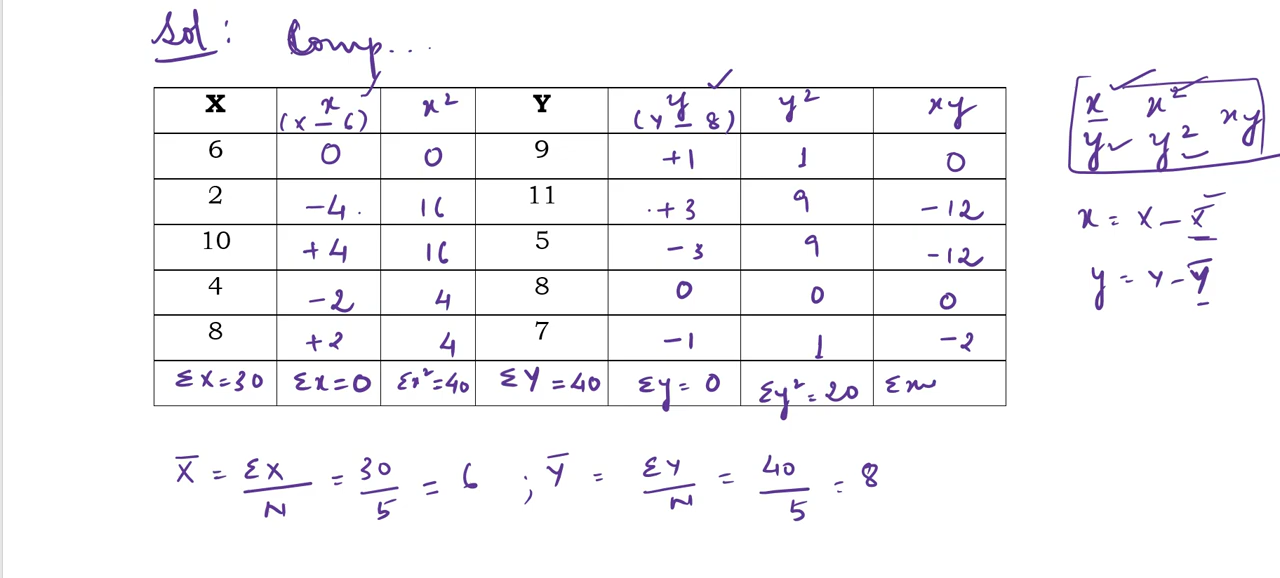 Sol : Comp...
X x (X - 6) x² Y y (Y - 8) y² xy
6 0 0 9 +1 1 0
2 -4 16 11 +3 9 -12
10 +4 16 5 -3 9 -12
4 -2 4 8 0 0 0
8 +2 4 7 -1 1 -2
ΣX=30 Σx=0 Σx²=40 ΣY=40 Σy=0 Σy²=20 Σx
X̅ = ΣX/N = 30/5 = 6 ; Y̅ = ΣY/N = 40/5 = 8
x x²
y y² xy
x = X - X̅
y = Y - Y̅